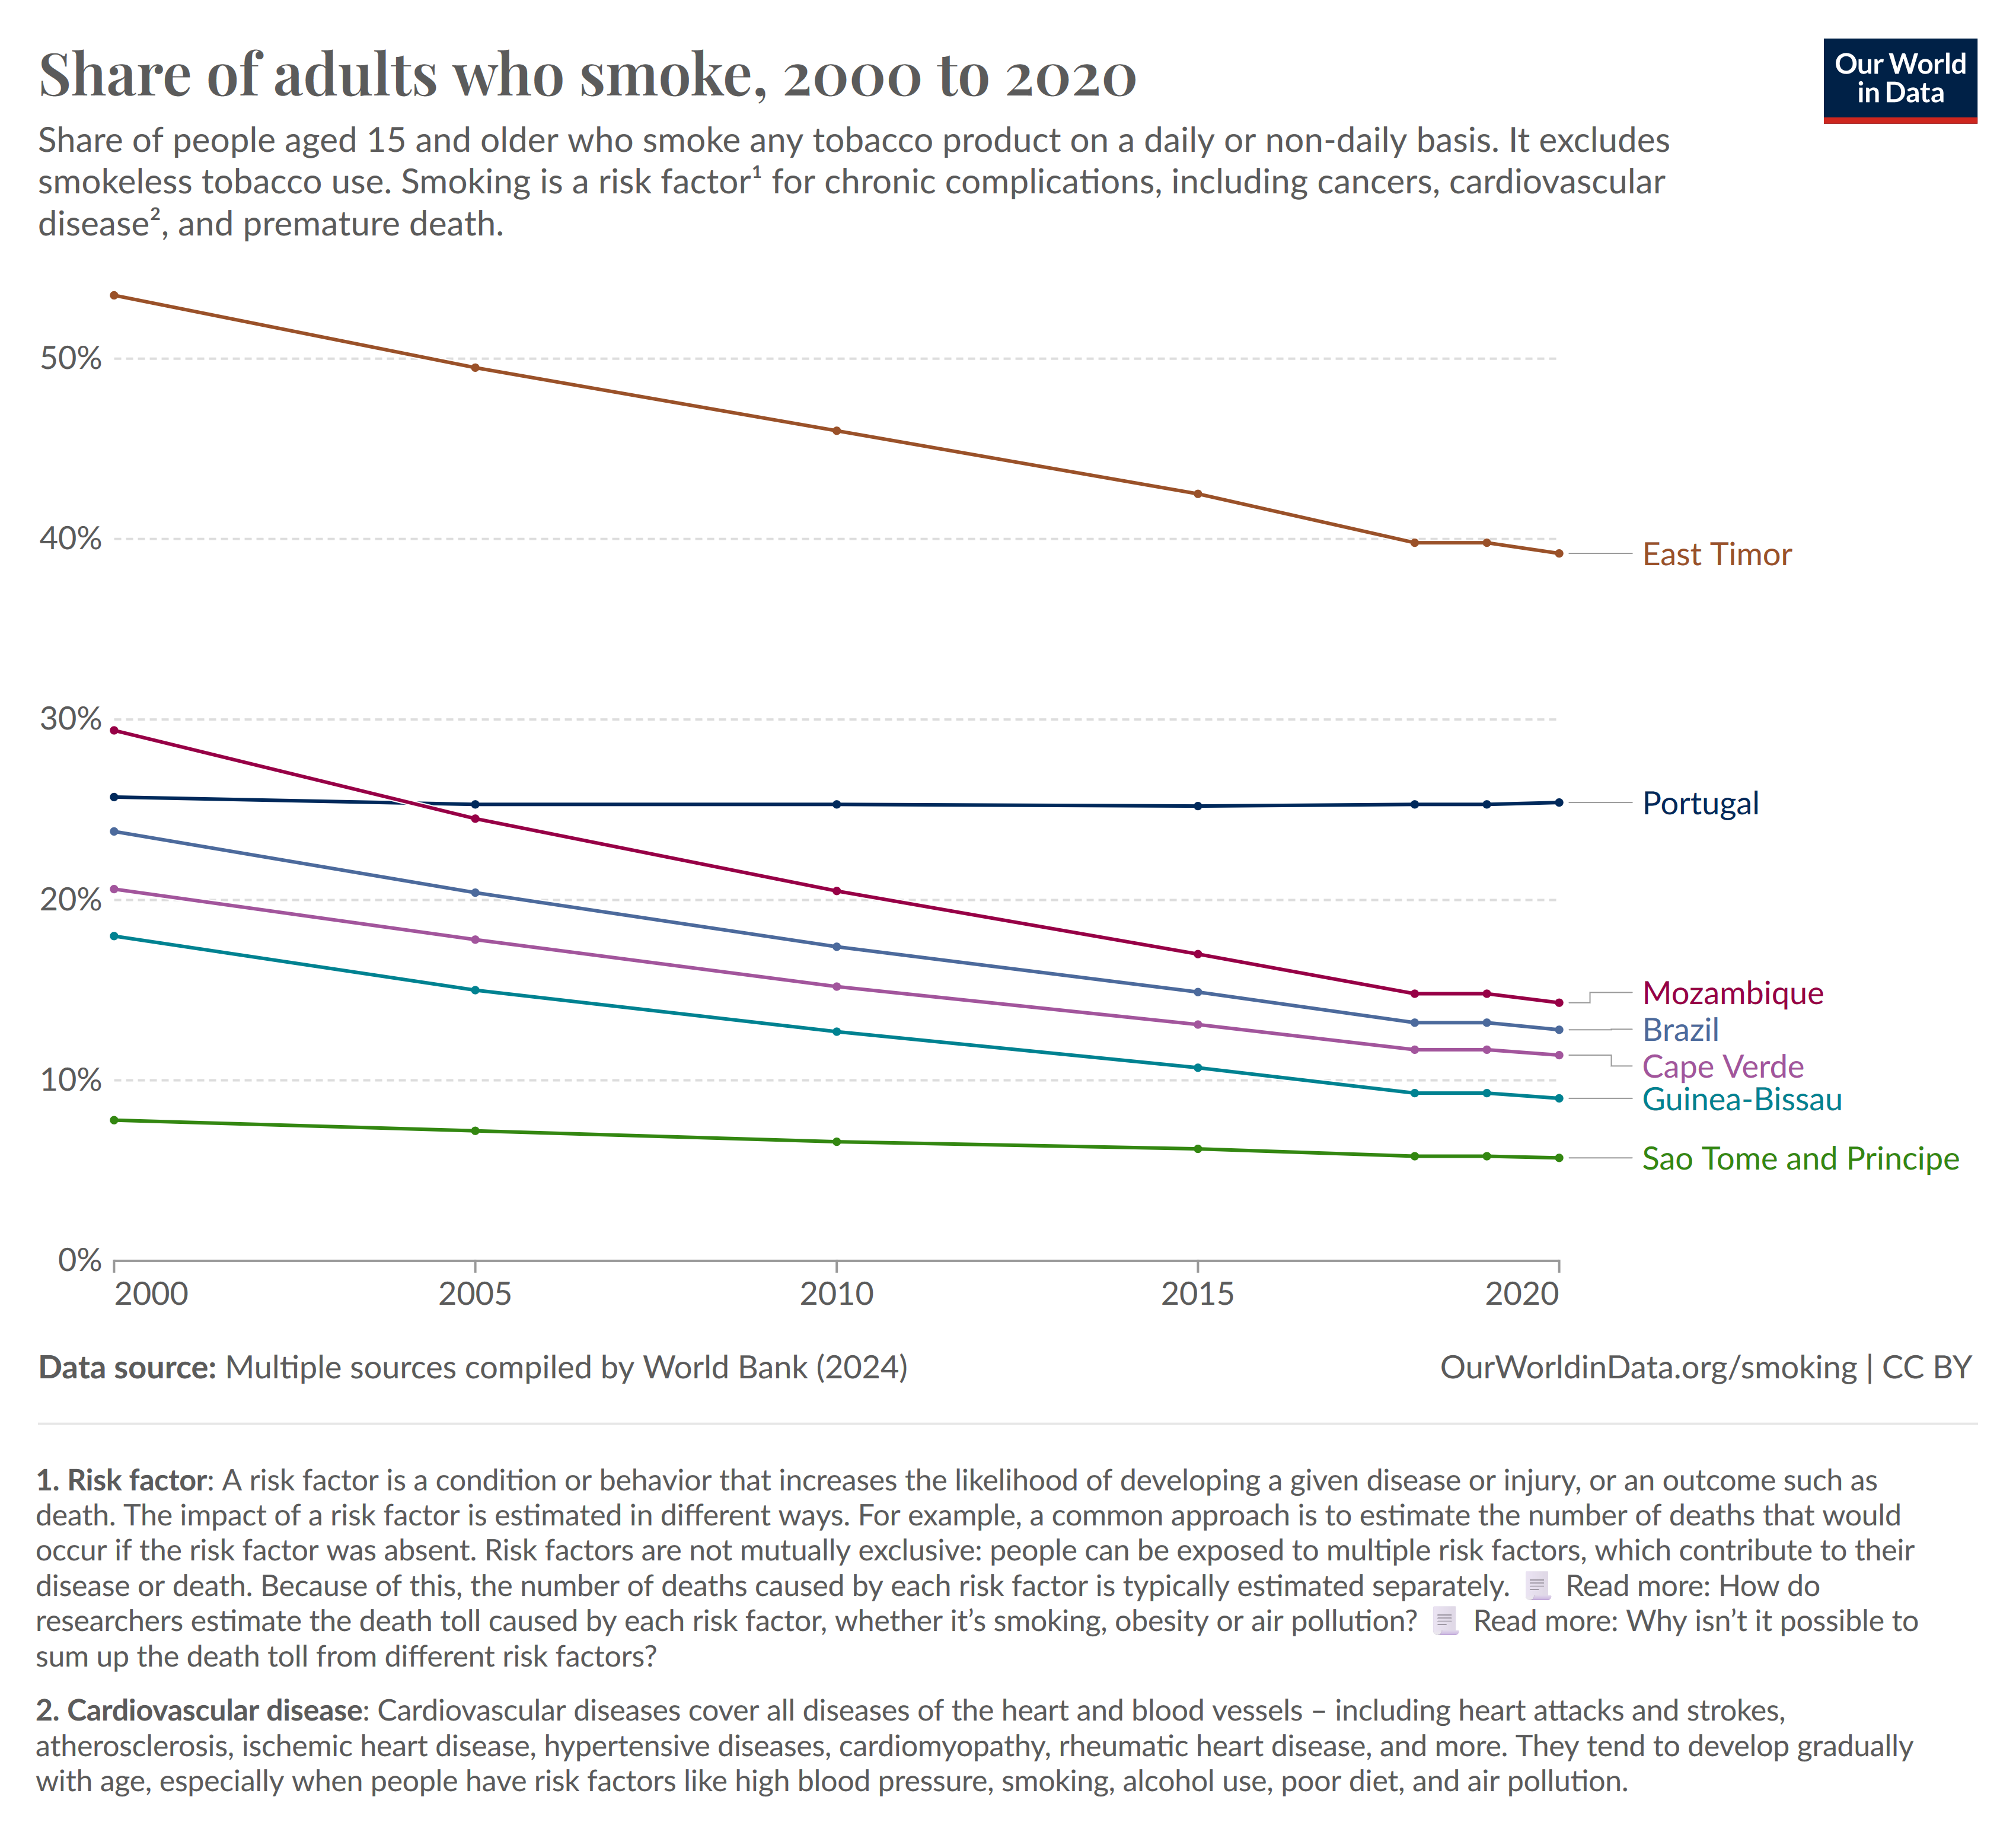 Share of adults who smoke, 2000 to 2020
Our World
in Data
Share of people aged 15 and older who smoke any tobacco product on a daily or non-daily basis. It excludes
smokeless tobacco use. Smoking is a risk factor¹ for chronic complications, including cancers, cardiovascular
disease², and premature death.
50%
40%
30%
20%
10%
0%
East Timor
Portugal
Mozambique
Brazil
Cape Verde
Guinea-Bissau
Sao Tome and Principe
2000 2005 2010 2015 2020
Data source: Multiple sources compiled by World Bank (2024)
OurWorldinData.org/smoking | CC BY
1. Risk factor: A risk factor is a condition or behavior that increases the likelihood of developing a given disease or injury, or an outcome such as
death. The impact of a risk factor is estimated in different ways. For example, a common approach is to estimate the number of deaths that would
occur if the risk factor was absent. Risk factors are not mutually exclusive: people can be exposed to multiple risk factors, which contribute to their
disease or death. Because of this, the number of deaths caused by each risk factor is typically estimated separately. Read more: How do
researchers estimate the death toll caused by each risk factor, whether it’s smoking, obesity or air pollution? Read more: Why isn’t it possible to
sum up the death toll from different risk factors?
2. Cardiovascular disease: Cardiovascular diseases cover all diseases of the heart and blood vessels – including heart attacks and strokes,
atherosclerosis, ischemic heart disease, hypertensive diseases, cardiomyopathy, rheumatic heart disease, and more. They tend to develop gradually
with age, especially when people have risk factors like high blood pressure, smoking, alcohol use, poor diet, and air pollution.